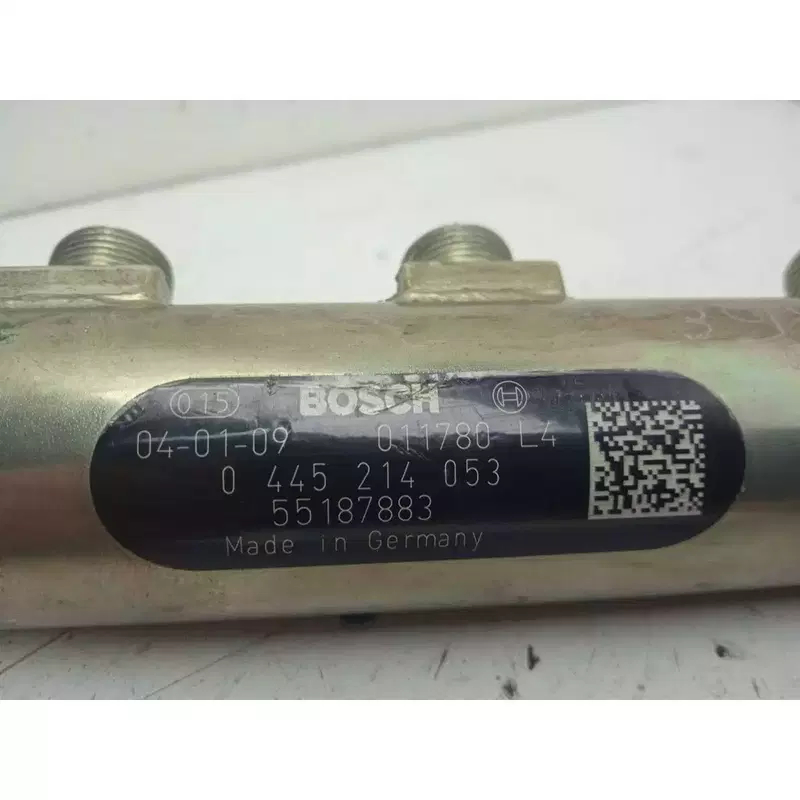 015 BOSCH
04-01-09 011780 L4
0 445 214 053
55187883
Made in Germany